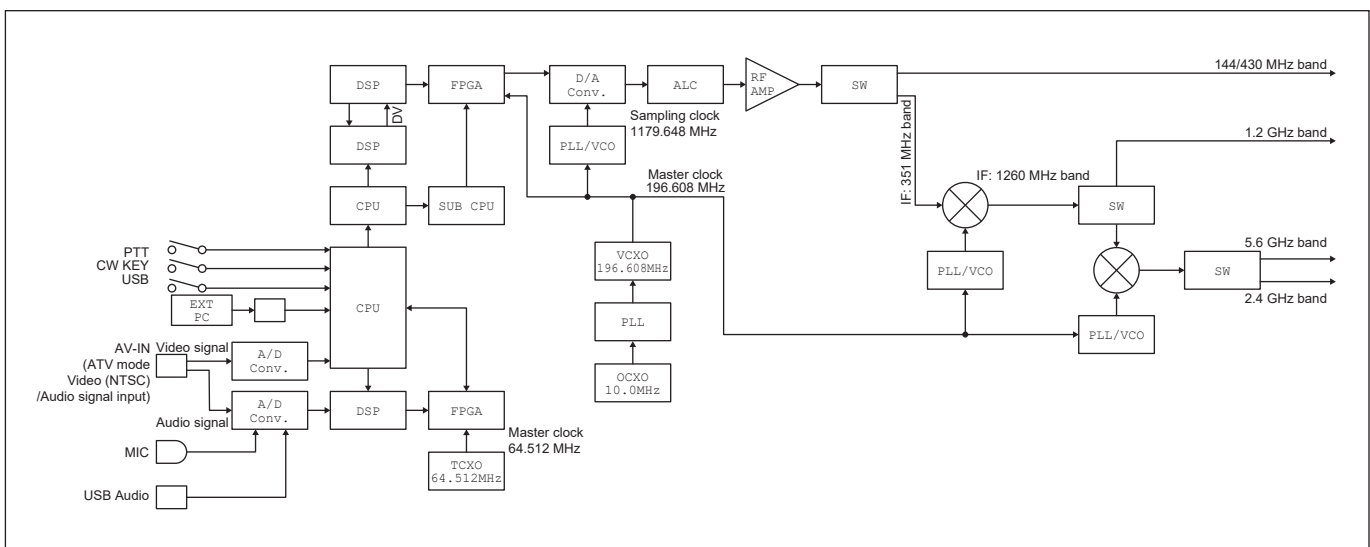 DSP
FPGA
D/A
Conv.
ALC
RF
AMP
SW
144/430 MHz band
DV
DSP
Sampling clock
1179.648 MHz
PLL/VCO
IF: 351 MHz band
1.2 GHz band
CPU
SUB CPU
Master clock
196.608 MHz
IF: 1260 MHz band
SW
PTT
CW KEY
USB
EXT
PC
CPU
VCXO
196.608MHz
PLL/VCO
5.6 GHz band
SW
2.4 GHz band
PLL
PLL/VCO
AV-IN
(ATV mode
Video (NTSC)
/Audio signal input)
Video signal
A/D
Conv.
OCXO
10.0MHz
Audio signal
A/D
Conv.
DSP
FPGA
Master clock
64.512 MHz
MIC
TCXO
64.512MHz
USB Audio